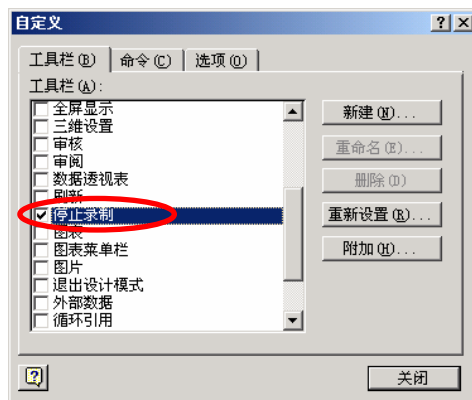 自定义
工具栏(B) 命令(C) 选项(O)
工具栏(A):
全屏显示
三维设置
审核
审阅
数据透视表
刷新
停止录制
图表
图表菜单栏
图片
退出设计模式
外部数据
循环引用
新建(N)...
重命名(E)...
删除(D)
重新设置(R)...
附加(H)...
关闭